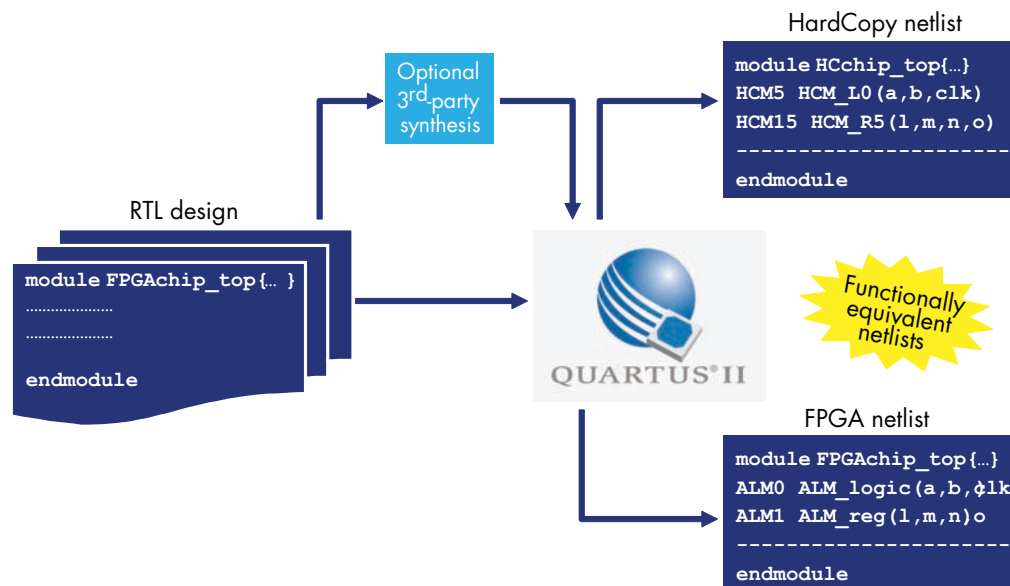 HardCopy netlist
module HCchip_top{…}
HCM5 HCM_L0(a,b,clk)
HCM15 HCM_R5(l,m,n,o)
-----------------------
endmodule
Optional
3rd-party
synthesis
RTL design
module FPGAchip_top{… }
.....................
.....................
endmodule
QUARTUS® II
Functionally
equivalent
netlists
FPGA netlist
module FPGAchip_top{…}
ALM0 ALM_logic(a,b,clk
ALM1 ALM_reg(l,m,n)o
-----------------------
endmodule